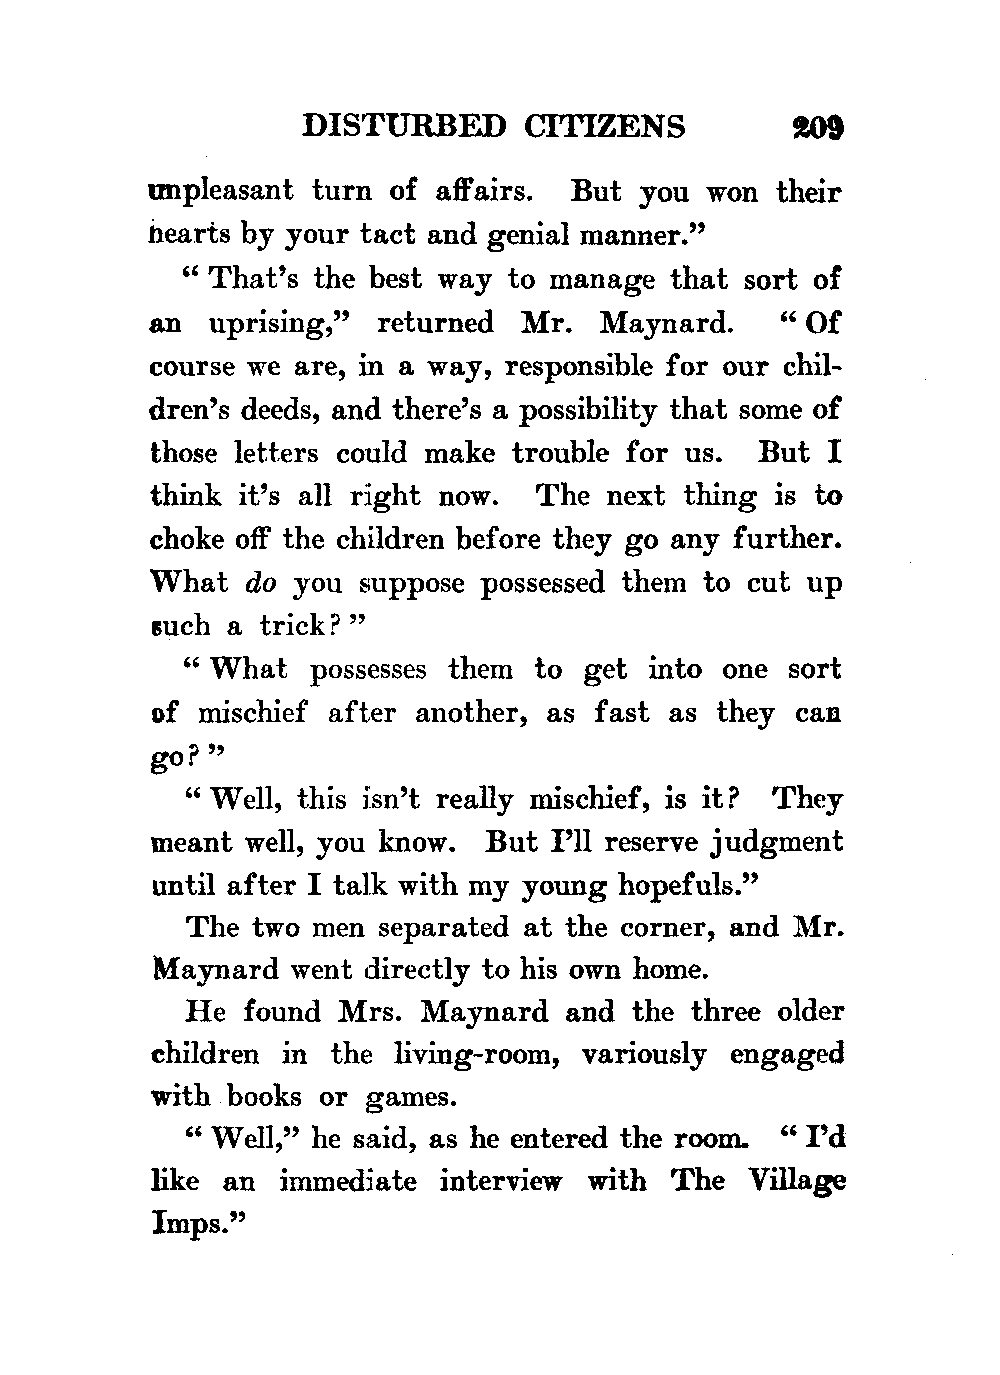 DISTURBED CITIZENS 209
unpleasant turn of affairs. But you won their
hearts by your tact and genial manner.”
“ That’s the best way to manage that sort of
an uprising,” returned Mr. Maynard. “ Of
course we are, in a way, responsible for our chil-
dren’s deeds, and there’s a possibility that some of
those letters could make trouble for us. But I
think it’s all right now. The next thing is to
choke off the children before they go any further.
What do you suppose possessed them to cut up
such a trick? ”
“ What possesses them to get into one sort
of mischief after another, as fast as they can
go? ”
“ Well, this isn’t really mischief, is it? They
meant well, you know. But I’ll reserve judgment
until after I talk with my young hopefuls.”
The two men separated at the corner, and Mr.
Maynard went directly to his own home.
He found Mrs. Maynard and the three older
children in the living-room, variously engaged
with books or games.
“ Well,” he said, as he entered the room. “ I’d
like an immediate interview with The Village
Imps.”